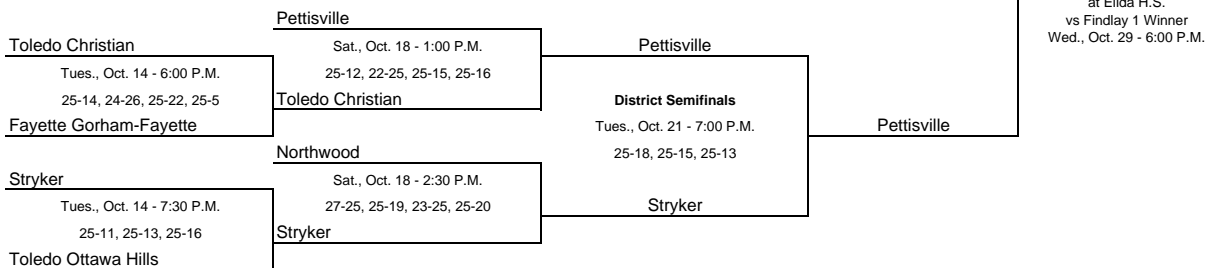 at Elida H.S.
vs Findlay 1 Winner
Wed., Oct. 29 - 6:00 P.M.
Pettisville
Toledo Christian
Sat., Oct. 18 - 1:00 P.M.
Pettisville
Tues., Oct. 14 - 6:00 P.M.
25-12, 22-25, 25-15, 25-16
25-14, 24-26, 25-22, 25-5
Toledo Christian
District Semifinals
Fayette Gorham-Fayette
Tues., Oct. 21 - 7:00 P.M.
Pettisville
Northwood
25-18, 25-15, 25-13
Stryker
Sat., Oct. 18 - 2:30 P.M.
Tues., Oct. 14 - 7:30 P.M.
27-25, 25-19, 23-25, 25-20
Stryker
25-11, 25-13, 25-16
Stryker
Toledo Ottawa Hills